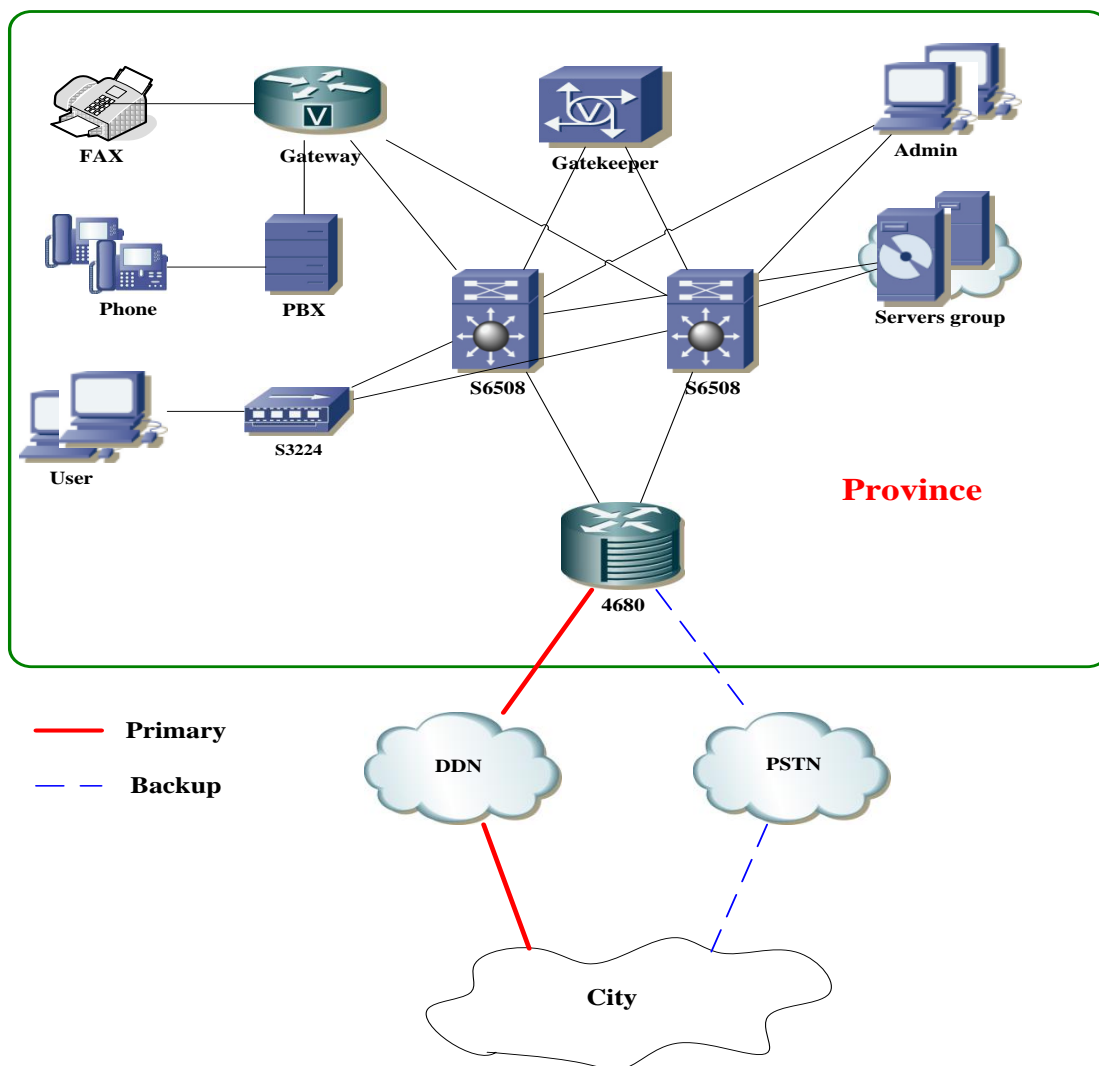 FAX
Gateway
V
V
Gatekeeper
Admin
Phone
PBX
Servers group
S6508
S6508
User
S3224
Province
4680
Primary
Backup
DDN
PSTN
City